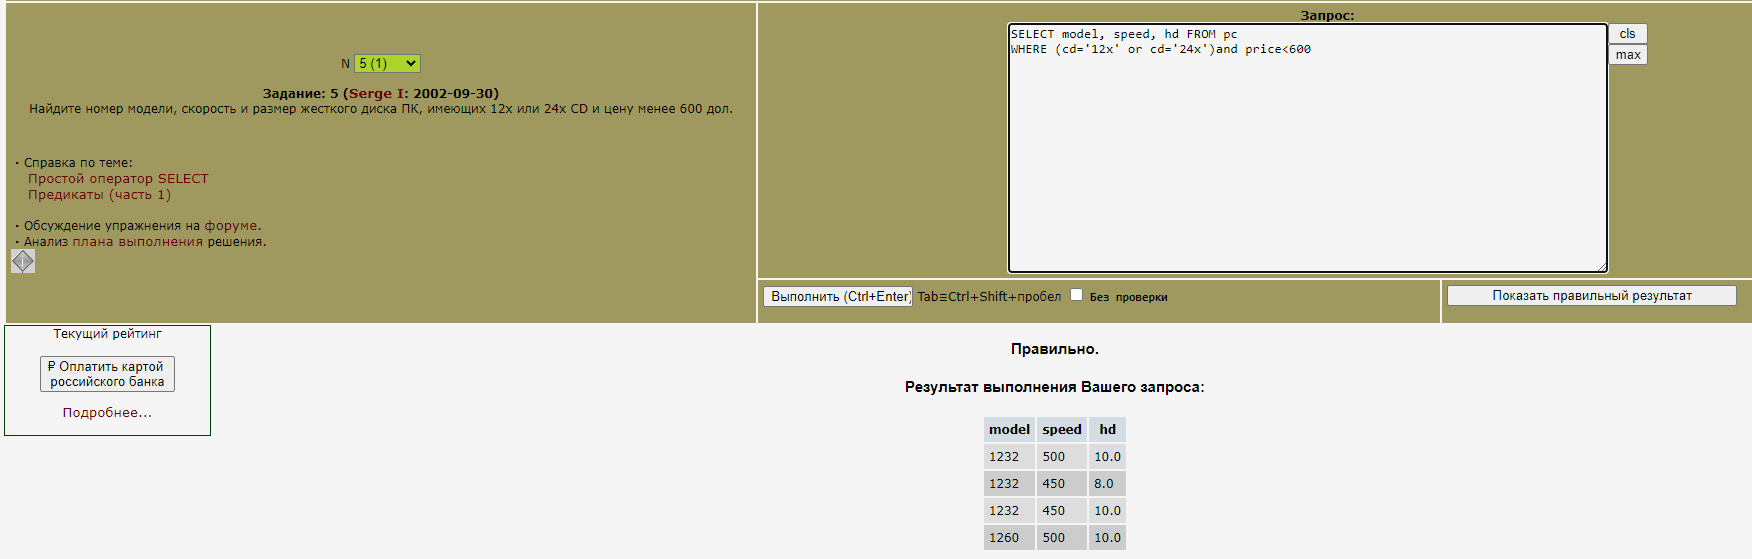 N 5 (1)
Задание: 5 (Serge I: 2002-09-30)
Найдите номер модели, скорость и размер жесткого диска ПК, имеющих 12x или 24x CD и цену менее 600 дол.
· Справка по теме:
Простой оператор SELECT
Предикаты (часть 1)
· Обсуждение упражнения на форуме.
· Анализ плана выполнения решения.
Запрос:
SELECT model, speed, hd FROM pc
WHERE (cd='12x' or cd='24x')and price<600
cls
max
Выполнить (Ctrl+Enter) Tab≡Ctrl+Shift+пробел Без проверки
Показать правильный результат
Текущий рейтинг
₽ Оплатить картой
российского банка
Подробнее...
Правильно.
Результат выполнения Вашего запроса:
model speed hd
1232 500 10.0
1232 450 8.0
1232 450 10.0
1260 500 10.0